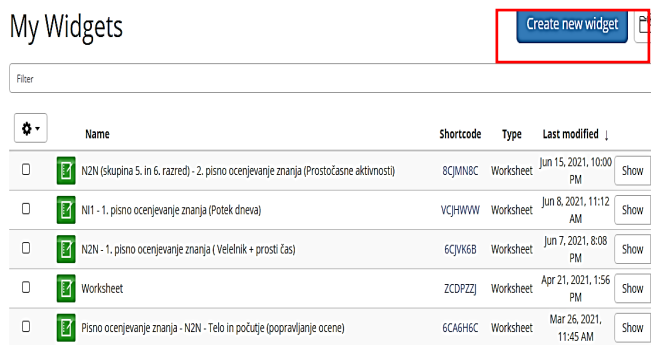 My Widgets
Create new widget
Filter
Name Shortcode Type Last modified ↓
N2N (skupina 5. in 6. razred) - 2. pisno ocenjevanje znanja (Prostočasne aktivnosti) 8CJMN8C Worksheet Jun 15, 2021, 10:00 PM Show
NI1 - 1. pisno ocenjevanje znanja (Potek dneva) VCJHWVW Worksheet Jun 8, 2021, 11:12 AM Show
N2N - 1. pisno ocenjevanje znanja ( Velelnik + prosti čas) 6CJVK6B Worksheet Jun 7, 2021, 8:08 PM Show
Worksheet ZCDPZZJ Worksheet Apr 21, 2021, 1:56 PM Show
Pisno ocenjevanje znanja - N2N - Telo in počutje (popravljanje ocene) 6CA6H6C Worksheet Mar 26, 2021, 11:45 AM Show